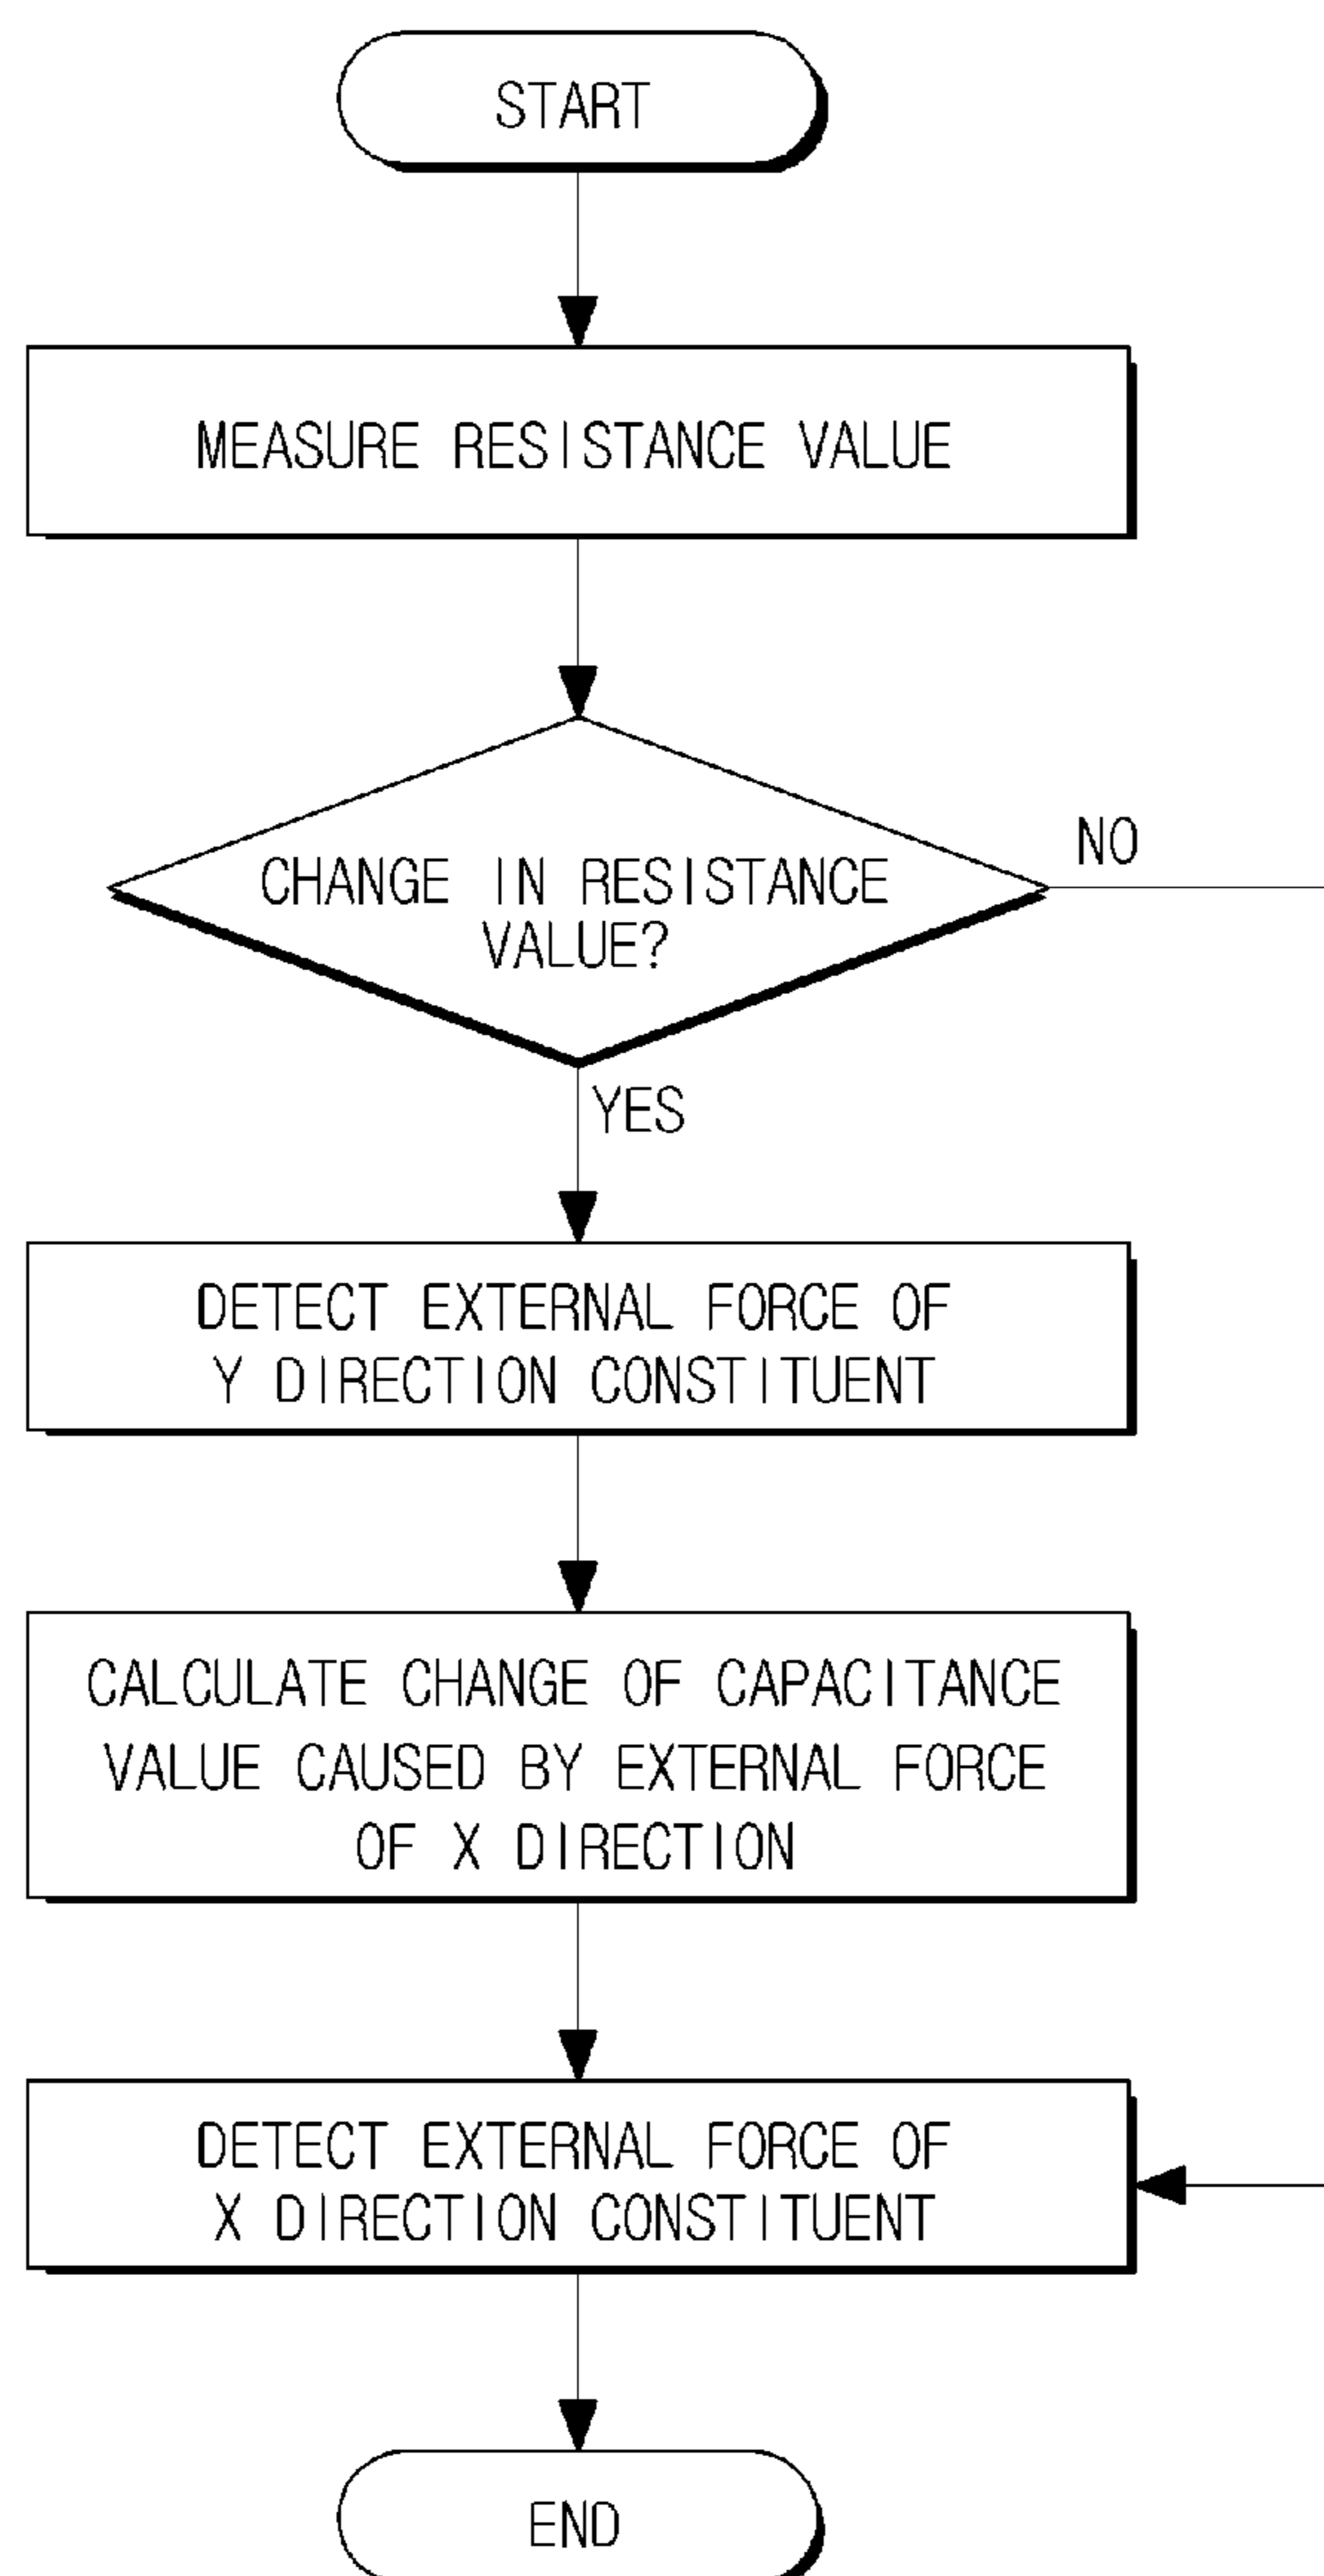 START
MEASURE RESISTANCE VALUE
CHANGE IN RESISTANCE
VALUE?
NO
YES
DETECT EXTERNAL FORCE OF
Y DIRECTION CONSTITUENT
CALCULATE CHANGE OF CAPACITANCE
VALUE CAUSED BY EXTERNAL FORCE
OF X DIRECTION
DETECT EXTERNAL FORCE OF
X DIRECTION CONSTITUENT
END